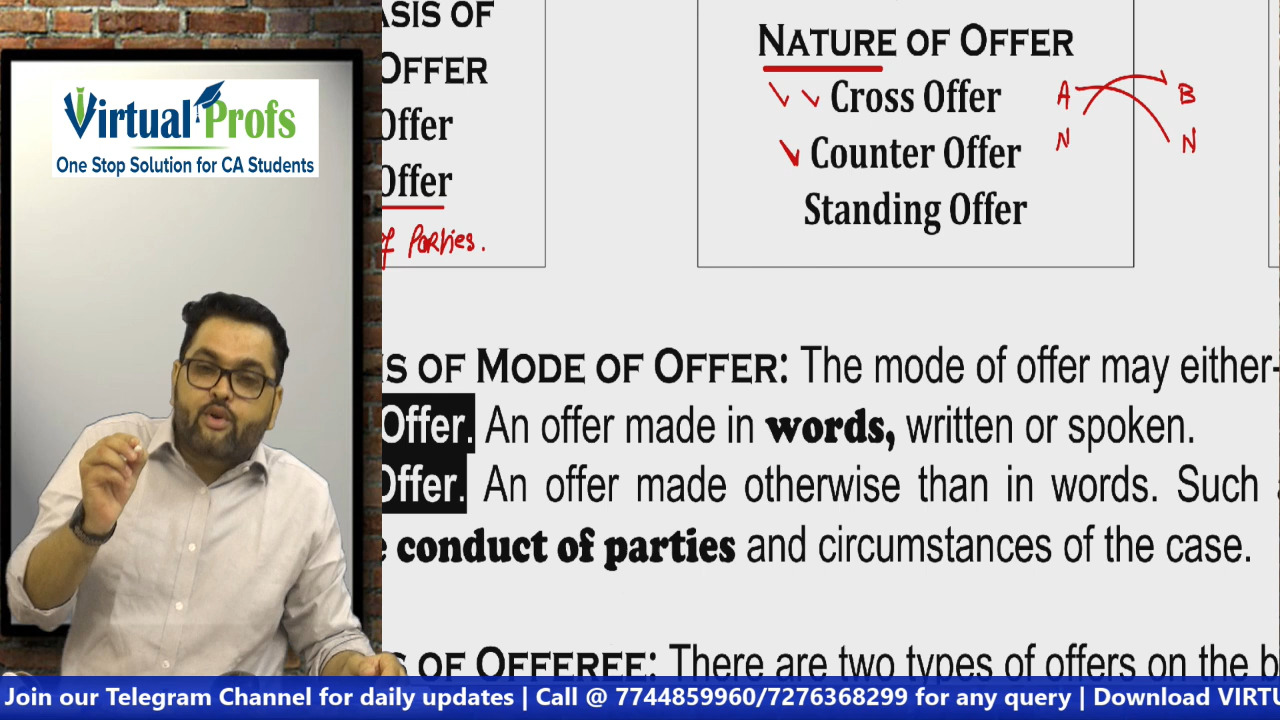 Virtual Profs
One Stop Solution for CA Students
ASIS OF
OFFER
Offer
Offer
of Parties.
NATURE OF OFFER
Cross Offer
Counter Offer
Standing Offer
A B
N N
S OF MODE OF OFFER: The mode of offer may either-
Offer. An offer made in words, written or spoken.
Offer. An offer made otherwise than in words. Such
conduct of parties and circumstances of the case.
S OF OFFEREE: There are two types of offers on the b
Join our Telegram Channel for daily updates | Call @ 7744859960/7276368299 for any query | Download VIRTU